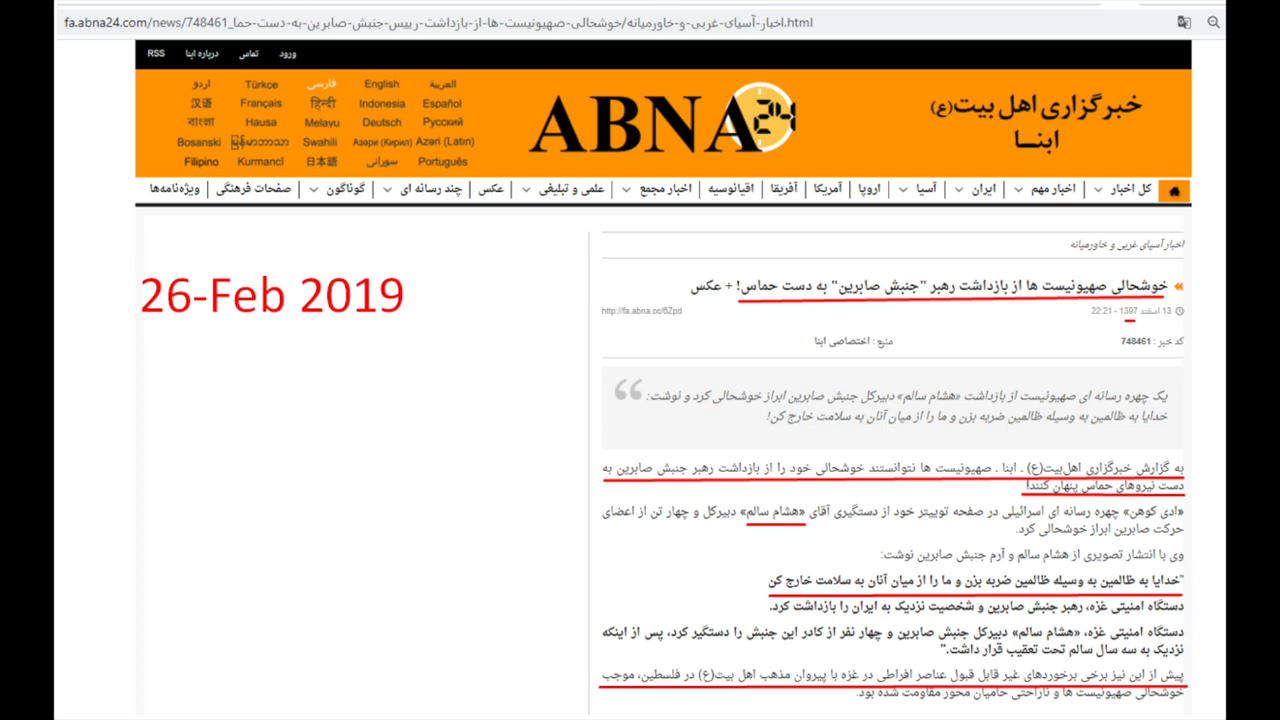 fa.abna24.com/news/748461/اخبار-آسیای-غربی-و-خاورمیانه/خوشحالی-صهیونیست-ها-از-بازداشت-رییس-جنبش-صابرین-به-دست-حما_.html
ورود تماس درباره ابنا RSS
العربية English فارسی Türkçe اردو
Español Indonesia हिन्दी Français 汉语
Русский Deutsch Melayu Hausa বাংলা
Azəri (Latın) Азәри (Кирил) Swahili မြန်မာဘာသာ Bosanski
Português سورانی 日本語 Kurmancî Filipino
ABNA24
خبرگزاری اهل بیت(ع)
ابنا
کل اخبار اخبار مهم ایران آسیا اروپا آمریکا آفریقا اقیانوسیه اخبار مجمع علمی و تبلیغی عکس چند رسانه ای گوناگون صفحات فرهنگی ویژه‌نامه‌ها
اخبار آسیای غربی و خاورمیانه
26-Feb 2019
خوشحالی صهیونیست ها از بازداشت رهبر "جنبش صابرین" به دست حماس! + عکس
13 اسفند 1397 - 22:21
http://fa.abna.cc/6Zpd
کد خبر : 748461
منبع : اختصاصی ابنا
یک چهره رسانه ای صهیونیست از بازداشت «هشام سالم» دبیرکل جنبش صابرین ابراز خوشحالی کرد و نوشت:
خدایا به ظالمین به وسیله ظالمین ضربه بزن و ما را از میان آنان به سلامت خارج کن!
به گزارش خبرگزاری اهل‌بیت(ع) ـ ابنا ـ صهیونیست ها نتوانستند خوشحالی خود را از بازداشت رهبر جنبش صابرین به
دست نیروهای حماس پنهان کنند!
«ادی کوهن» چهره رسانه ای اسرائیلی در صفحه توییتر خود از دستگیری آقای «هشام سالم» دبیرکل و چهار تن از اعضای
حرکت صابرین ابراز خوشحالی کرد.
وی با انتشار تصویری از هشام سالم و آرم جنبش صابرین نوشت:
"خدایا به ظالمین به وسیله ظالمین ضربه بزن و ما را از میان آنان به سلامت خارج کن
دستگاه امنیتی غزه، رهبر جنبش صابرین و شخصیت نزدیک به ایران را بازداشت کرد.
دستگاه امنیتی غزه، «هشام سالم» دبیرکل جنبش صابرین و چهار نفر از کادر این جنبش را دستگیر کرد، پس از اینکه
نزدیک به سه سال سالم تحت تعقیب قرار داشت."
پیش از این نیز برخی برخوردهای غیر قابل قبول عناصر افراطی در غزه با پیروان مذهب اهل بیت(ع) در فلسطین، موجب
خوشحالی صهیونیست ها و ناراحتی حامیان محور مقاومت شده بود.